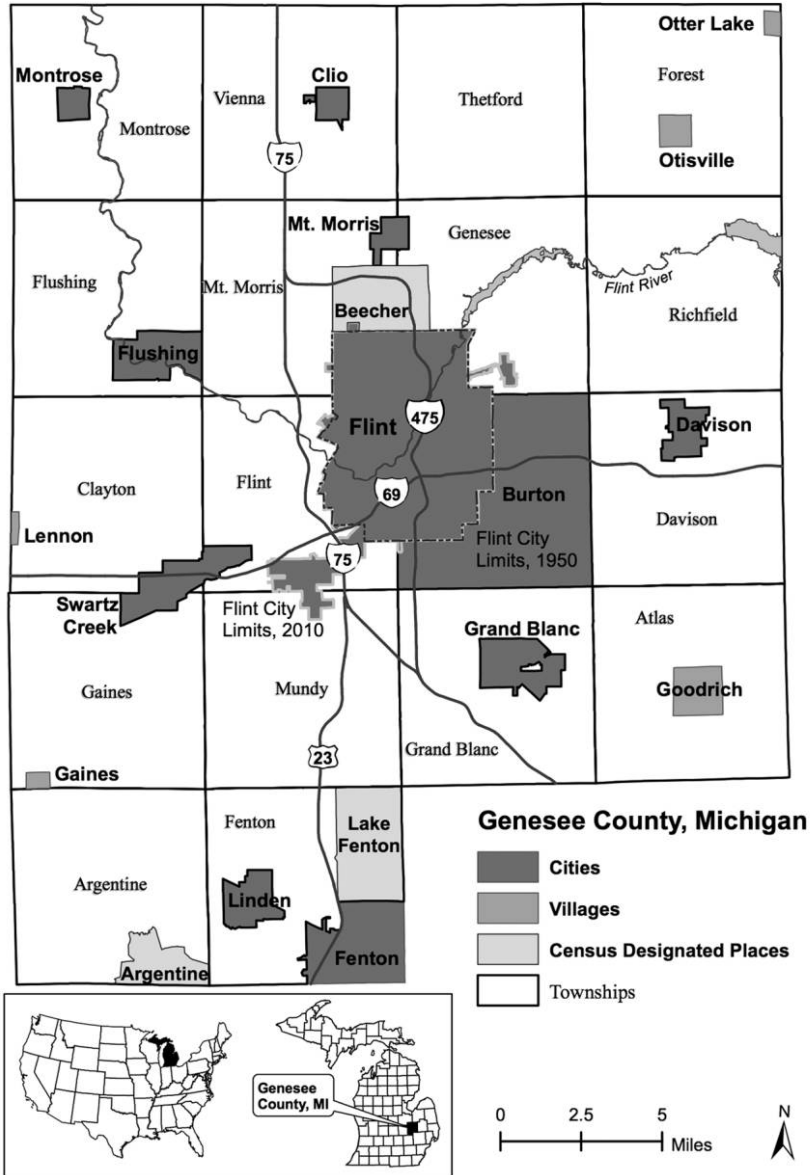 Otter Lake
Montrose
Clio
Vienna
Forest
Thetford
Montrose
75
Otisville
Mt. Morris
Genesee
Flushing
Mt. Morris
Flint River
Beecher
Richfield
Flushing
475
Davison
Flint
Clayton
Flint
69
Burton
Davison
Lennon
75
Flint City
Limits, 1950
Swartz
Creek
Flint City
Limits, 2010
Grand Blanc
Atlas
Gaines
Mundy
Goodrich
23
Grand Blanc
Gaines
Fenton
Lake
Fenton
Argentine
Linden
Argentine
Fenton
Genesee County, Michigan
Cities
Villages
Census Designated Places
Townships
Genesee
County, MI
0 2.5 5
Miles
N